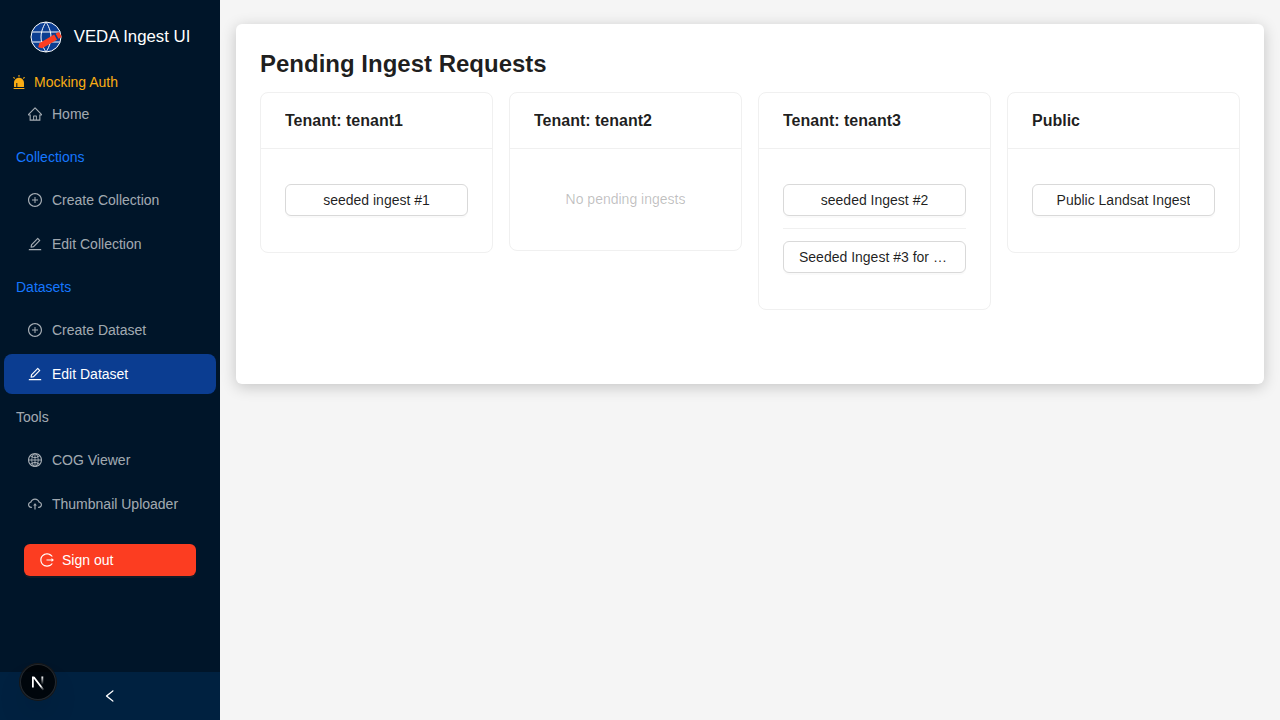 VEDA Ingest UI
Mocking Auth
Home
Collections
Create Collection
Edit Collection
Datasets
Create Dataset
Edit Dataset
Tools
COG Viewer
Thumbnail Uploader
Sign out
N
Pending Ingest Requests
Tenant: tenant1
seeded ingest #1
Tenant: tenant2
No pending ingests
Tenant: tenant3
seeded Ingest #2
Seeded Ingest #3 for …
Public
Public Landsat Ingest